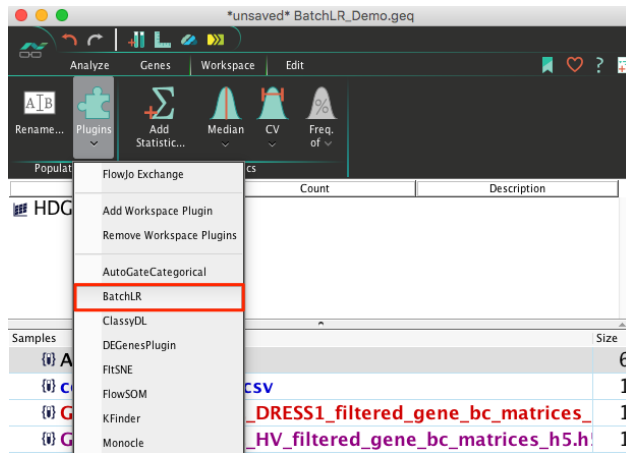 *unsaved* BatchLR_Demo.geq
Analyze Genes Workspace Edit
?
A B
%
Rename... Plugins Add Statistic... Median CV Freq. of
Populat cs
FlowJo Exchange
Count Description
HDG
Add Workspace Plugin
Remove Workspace Plugins
AutoGateCategorical
BatchLR
ClassyDL
Samples Size
DEGenesPlugin
A 6
FItSNE
c csv 1
FlowSOM
G _DRESS1_filtered_gene_bc_matrices_ 1
KFinder
G _HV_filtered_gene_bc_matrices_h5.h 1
Monocle